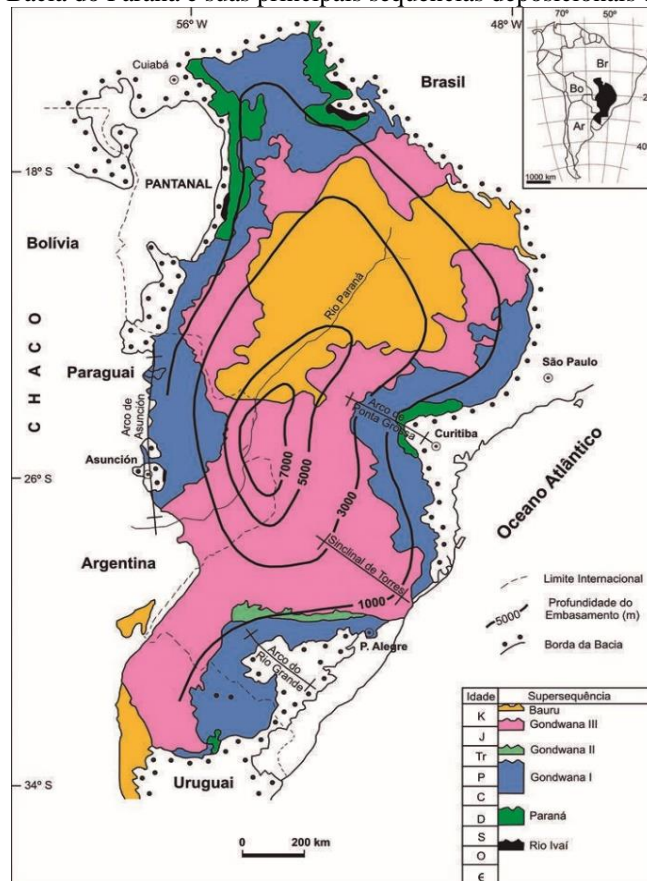 Bacia do Paraná e suas principais sequências deposicionais
56° W
48° W
Cuiabá
Brasil
70° 50°
Br
Bo
Ar
2
40
1000 km
18° S
PANTANAL
Bolívia
Rio Paraná
CHACO
Paraguai
São Paulo
Arco de Asunción
Arco de Ponta Grossa
Curitiba
Asunción
7000
5000
26° S
3000
Oceano Atlântico
Argentina
Sinclinal de Torres
1000
P. Alegre
Arco do Rio Grande
Uruguai
34° S
0 200 km
Limite Internacional
5000 Profundidade do
Embasamento (m)
Borda da Bacia
Idade Supersequência
K Bauru
Gondwana III
J
Tr Gondwana II
P Gondwana I
C
D Paraná
S
O Rio Ivaí
Є